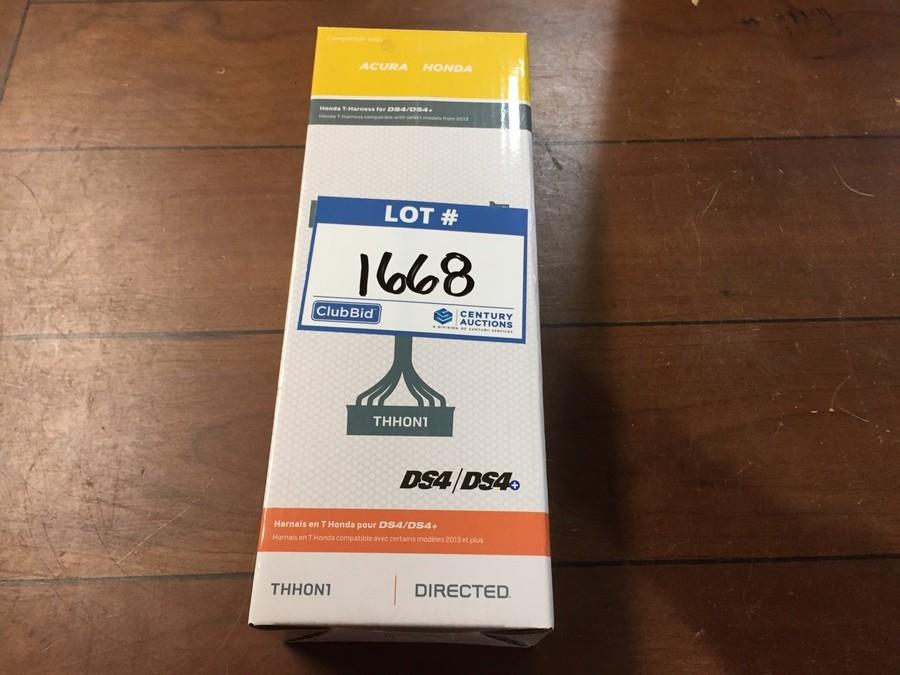 Compatible with
ACURA HONDA
Honda T-Harness for DS4/DS4+
Honda T-Harness compatible with select models from 2013
LOT #
1668
ClubBid
CENTURY
AUCTIONS
A DIVISION OF CENTURY SERVICES
THHON1
DS4/DS4+
Harnais en T Honda pour DS4/DS4+
Harnais en T Honda compatible avec certains modèles 2013 et plus
THHON1 DIRECTED